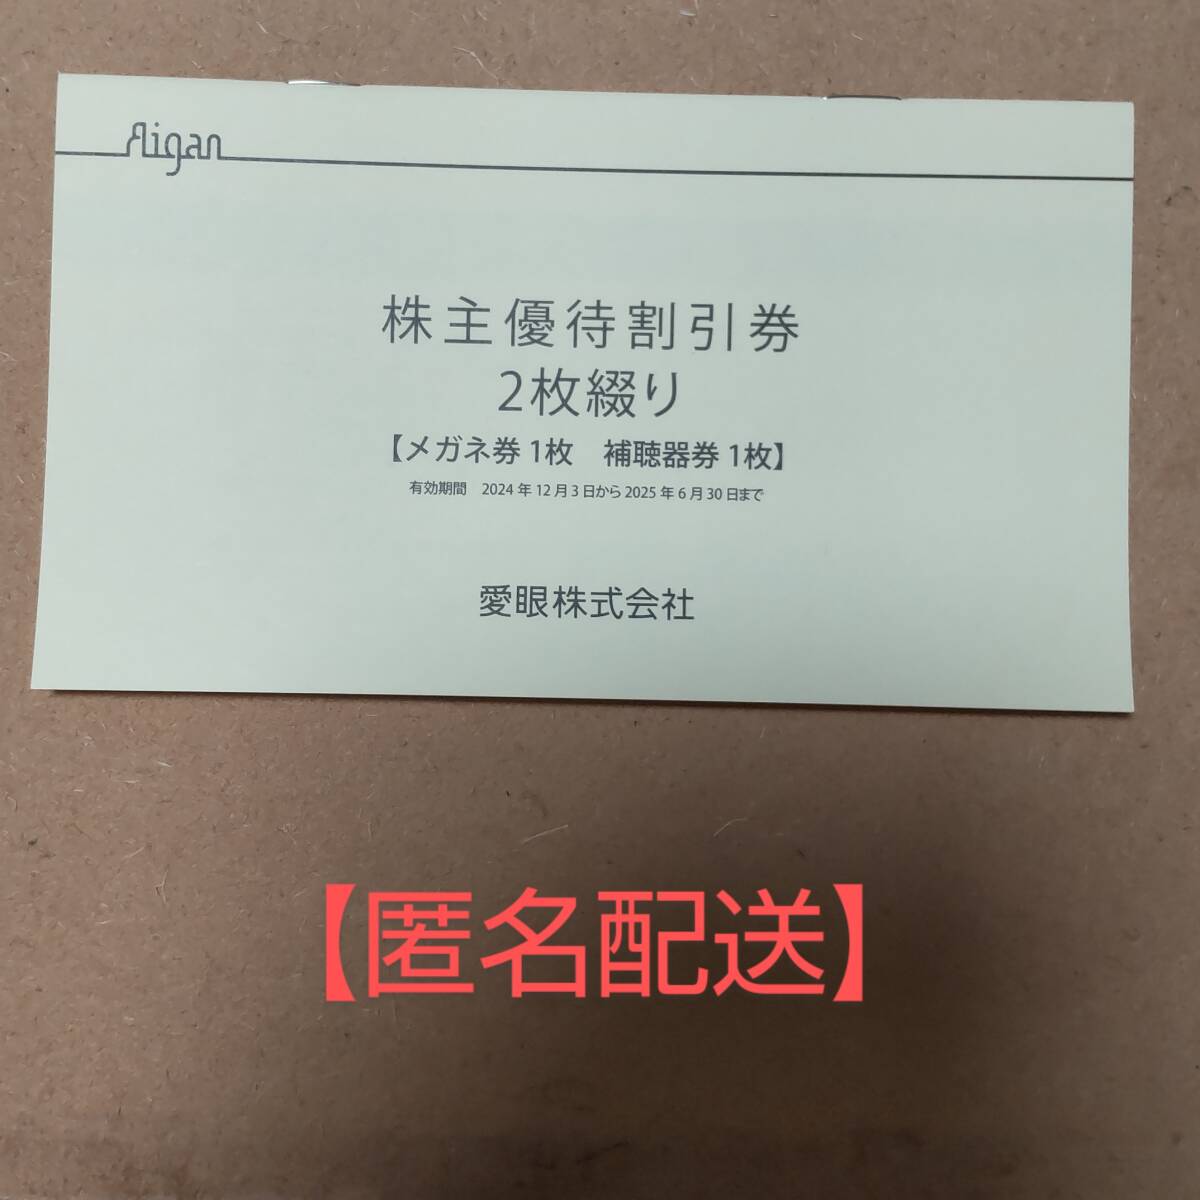 Aigan
株主優待割引券
2枚綴り
【メガネ券 1枚　補聴器券 1枚】
有効期間　2024 年 12 月 3 日から 2025 年 6 月 30 日まで
愛眼株式会社
【匿名配送】